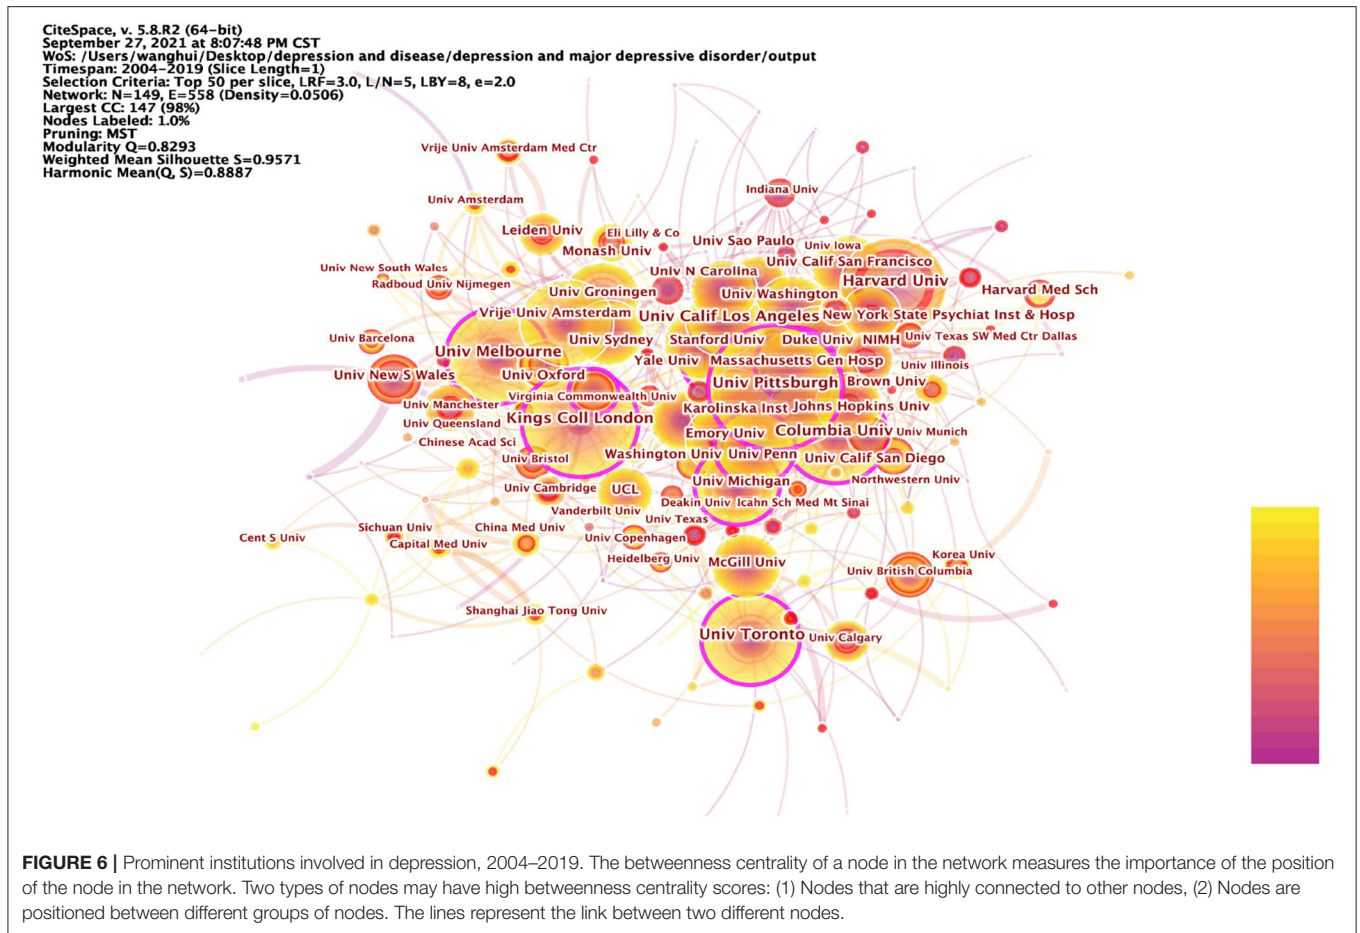 CiteSpace, v. 5.8.R2 (64-bit)
September 27, 2021 at 8:07:48 PM CST
WoS: /Users/wanghui/Desktop/depression and disease/depression and major depressive disorder/output
Timespan: 2004-2019 (Slice Length=1)
Selection Criteria: Top 50 per slice, LRF=3.0, L/N=5, LBY=8, e=2.0
Network: N=149, E=558 (Density=0.0506)
Largest CC: 147 (98%)
Nodes Labeled: 1.0%
Pruning: MST
Modularity Q=0.8293
Weighted Mean Silhouette S=0.9571
Harmonic Mean(Q, S)=0.8887
Vrije Univ Amsterdam Med Ctr
Indiana Univ
Univ Amsterdam
Leiden Univ
Eli Lilly & Co
Univ Sao Paulo
Univ Iowa
Monash Univ
Univ Calif San Francisco
Univ New South Wales
Univ N Carolina
Harvard Univ
Radboud Univ Nijmegen
Univ Groningen
Univ Washington
Harvard Med Sch
Vrije Univ Amsterdam
Univ Calif Los Angeles
New York State Psychiat Inst & Hosp
Univ Barcelona
Univ Sydney
Stanford Univ
Duke Univ
NIMH
Univ Texas SW Med Ctr Dallas
Univ Melbourne
Yale Univ
Massachusetts Gen Hosp
Univ Illinois
Univ New S Wales
Univ Oxford
Univ Pittsburgh
Brown Univ
Virginia Commonwealth Univ
Univ Manchester
Karolinska Inst
Johns Hopkins Univ
Univ Queensland
Kings Coll London
Emory Univ
Columbia Univ
Univ Munich
Chinese Acad Sci
Washington Univ
Univ Penn
Univ Calif San Diego
Univ Bristol
Univ Michigan
Northwestern Univ
Univ Cambridge
UCL
Deakin Univ
Icahn Sch Med Mt Sinai
Vanderbilt Univ
Univ Texas
Sichuan Univ
China Med Univ
Cent S Univ
Capital Med Univ
Univ Copenhagen
Korea Univ
Heidelberg Univ
McGill Univ
Univ British Columbia
Shanghai Jiao Tong Univ
Univ Toronto
Univ Calgary
FIGURE 6 | Prominent institutions involved in depression, 2004–2019. The betweenness centrality of a node in the network measures the importance of the position
of the node in the network. Two types of nodes may have high betweenness centrality scores: (1) Nodes that are highly connected to other nodes, (2) Nodes are
positioned between different groups of nodes. The lines represent the link between two different nodes.